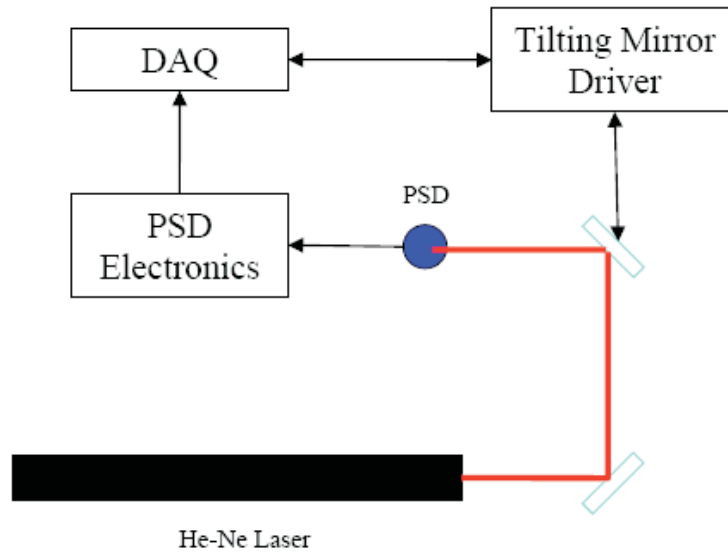 DAQ
Tilting Mirror
Driver
PSD
PSD
Electronics
He-Ne Laser